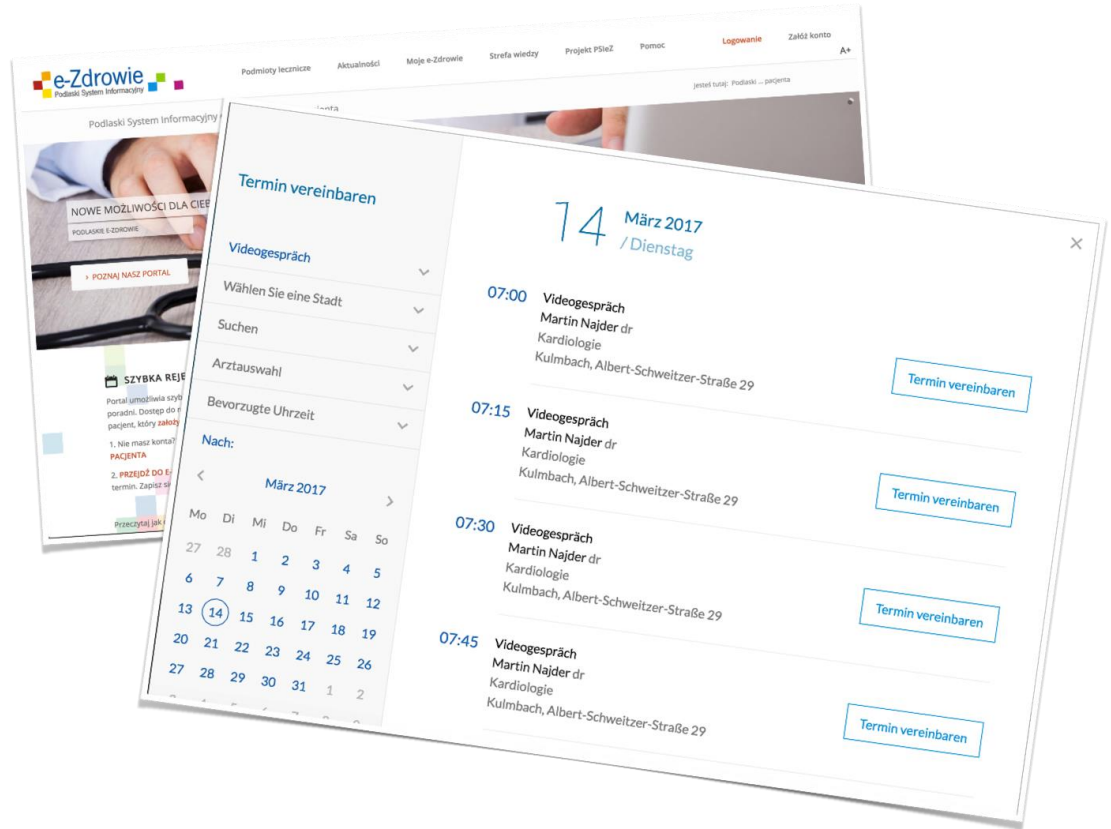 e-Zdrowie
Podlaski System Informacyjny
Podmioty lecznicze
Aktualności
Moje e-Zdrowie
Strefa wiedzy
Projekt PSIeZ
Pomoc
Logowanie
Załóż konto
A+
jesteś tutaj: Podlaski ... pacjenta
Podlaski System Informacyjny
NOWE MOŻLIWOŚCI DLA CIEB
PODLASKIE E-ZDROWIE
› POZNAJ NASZ PORTAL
SZYBKA REJE
Portal umożliwia szyb
poradni. Dostęp do
pacjent, który założy
1. Nie masz konta?
PACJENTA
2. PRZEJDŹ DO E-
termin. Zapisz
Przeczytaj jak
Termin vereinbaren
Videogespräch
Wählen Sie eine Stadt
Suchen
Arztauswahl
Bevorzugte Uhrzeit
Nach:
März 2017
Mo Di Mi Do Fr Sa So
27 28 1 2 3 4 5
6 7 8 9 10 11 12
13 14 15 16 17 18 19
20 21 22 23 24 25 26
27 28 29 30 31 1 2
14 März 2017
/ Dienstag
07:00 Videogespräch
Martin Najder dr
Kardiologie
Kulmbach, Albert-Schweitzer-Straße 29
Termin vereinbaren
07:15 Videogespräch
Martin Najder dr
Kardiologie
Kulmbach, Albert-Schweitzer-Straße 29
Termin vereinbaren
07:30 Videogespräch
Martin Najder dr
Kardiologie
Kulmbach, Albert-Schweitzer-Straße 29
Termin vereinbaren
07:45 Videogespräch
Martin Najder dr
Kardiologie
Kulmbach, Albert-Schweitzer-Straße 29
Termin vereinbaren